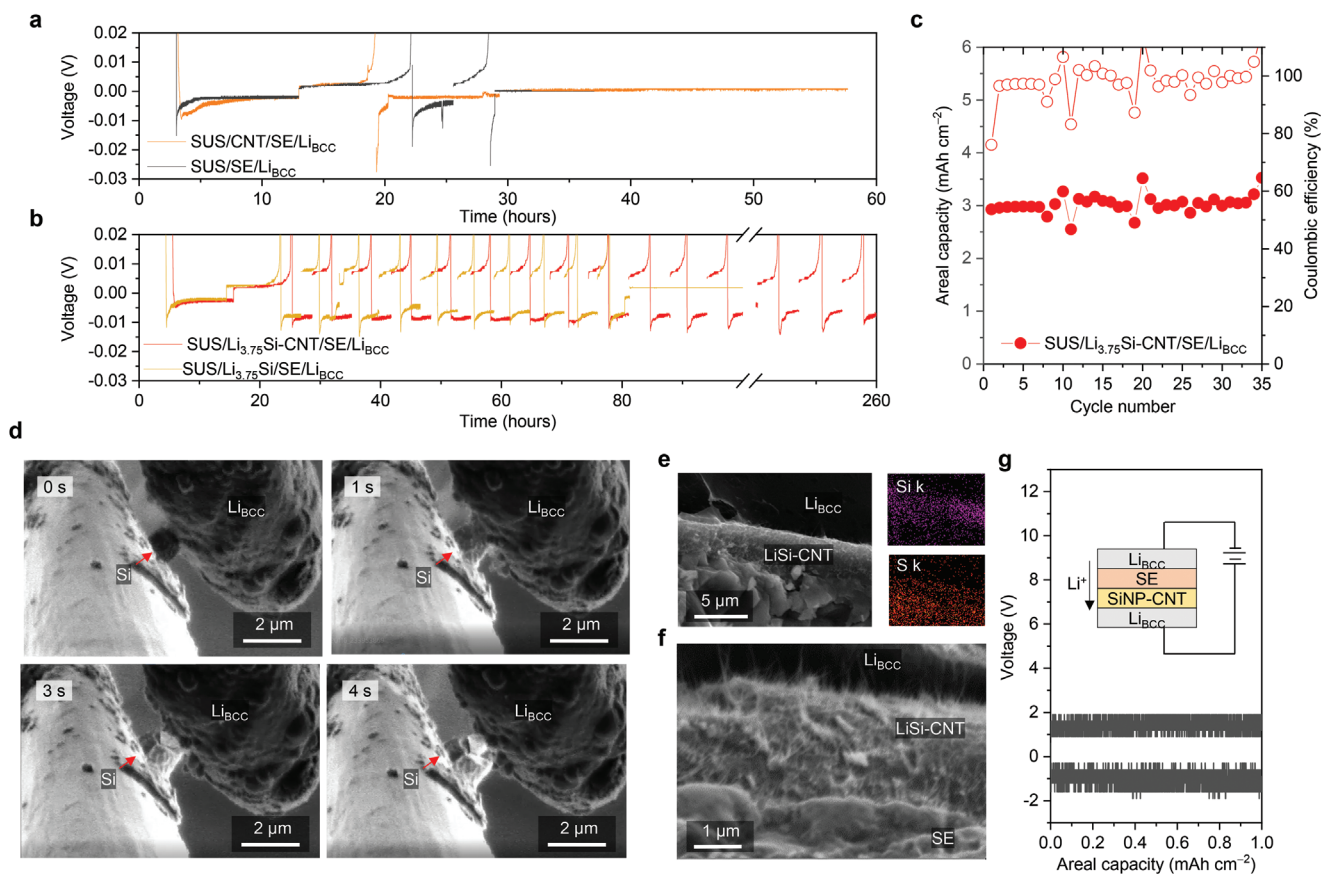 a
0.02
0.01
0.00
-0.01
-0.02
-0.03
Voltage (V)
SUS/CNT/SE/LiBCC
SUS/SE/LiBCC
0 10 20 30 40 50 60
Time (hours)
b
0.02
0.01
0.00
-0.01
-0.02
-0.03
Voltage (V)
SUS/Li3.75Si-CNT/SE/LiBCC
SUS/Li3.75Si/SE/LiBCC
0 20 40 60 80 260
Time (hours)
c
6
5
4
3
2
1
0
Areal capacity (mAh cm−2)
100
80
60
40
20
0
Coulombic efficiency (%)
SUS/Li3.75Si-CNT/SE/LiBCC
0 5 10 15 20 25 30 35
Cycle number
d
0 s
LiBCC
Si
2 μm
1 s
LiBCC
Si
2 μm
3 s
LiBCC
Si
2 μm
4 s
LiBCC
Si
2 μm
e
LiBCC
LiSi-CNT
5 μm
Si k
S k
f
LiBCC
LiSi-CNT
SE
1 μm
g
12
10
8
6
4
2
0
-2
Voltage (V)
Li+
LiBCC
SE
SiNP-CNT
LiBCC
0.0 0.2 0.4 0.6 0.8 1.0
Areal capacity (mAh cm−2)